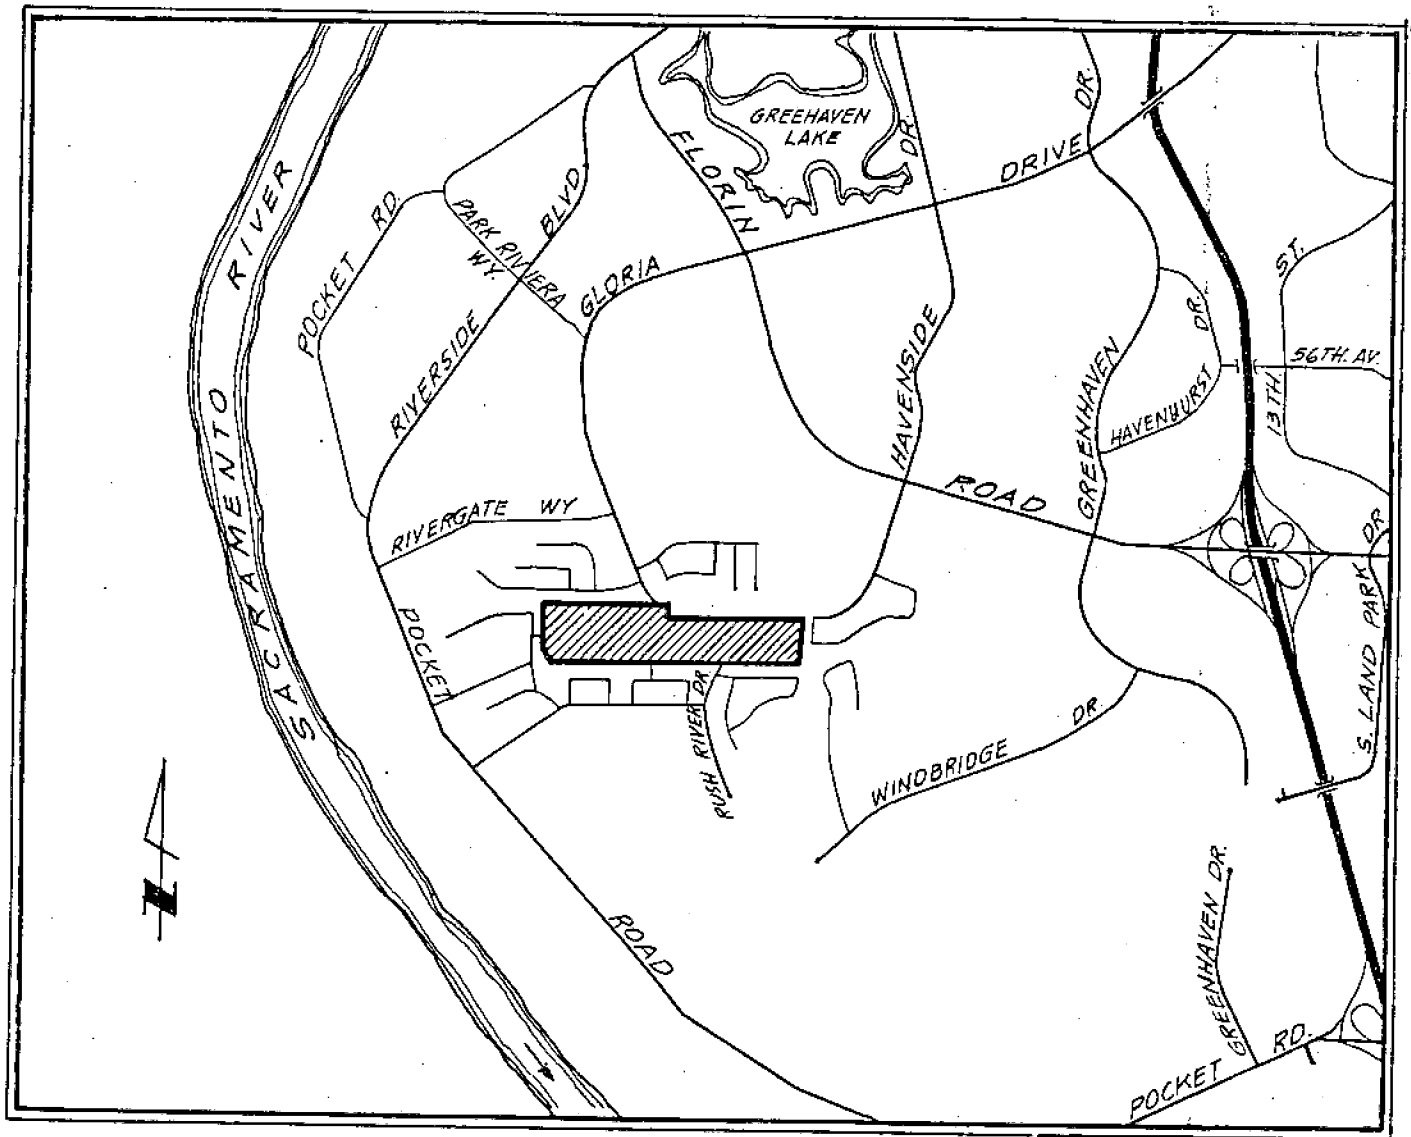 GREEHAVEN
LAKE
DR.
DR.
DRIVE
FLORIN
SACRAMENTO RIVER
POCKET RD.
PARK RIVIERA
WY.
RIVERSIDE BLVD.
GLORIA
HAVENSIDE
GREENHAVEN
HAVENHURST DR.
ST.
13TH.
56TH. AV.
ROAD
RIVERGATE WY
POCKET
S. LAND PARK DR
RUSH RIVER DR.
WINDBRIDGE DR.
ROAD
GREENHAVEN DR.
POCKET RD.
N